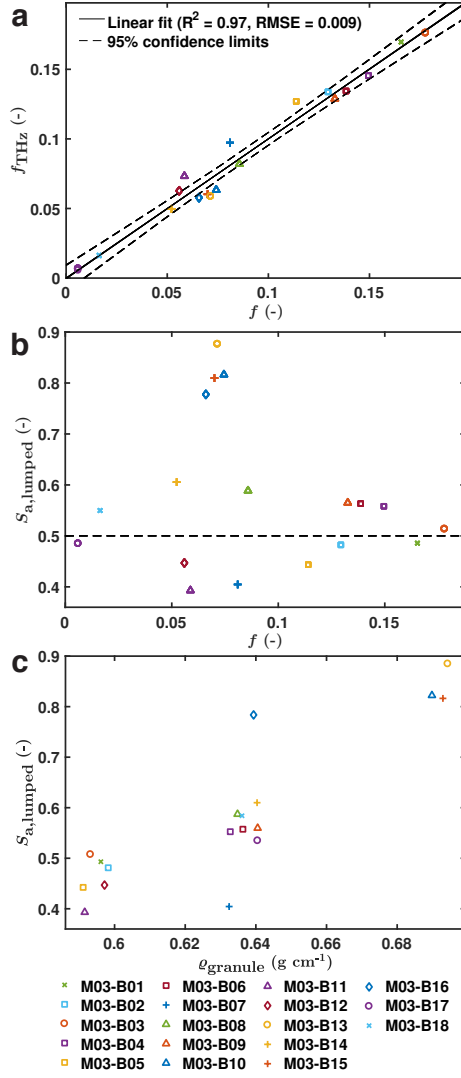 a
Linear fit (R² = 0.97, RMSE = 0.009)
95% confidence limits
0.15
0.1
0.05
0
f_THz (-)
0 0.05 0.1 0.15
f (-)
b
0.9
0.8
0.7
0.6
0.5
0.4
S_a,lumped (-)
0 0.05 0.1 0.15
f (-)
c
0.9
0.8
0.7
0.6
0.5
0.4
S_a,lumped (-)
0.6 0.62 0.64 0.66 0.68
ϱ_granule (g cm⁻¹)
M03-B01 M03-B06 M03-B11 M03-B16
M03-B02 M03-B07 M03-B12 M03-B17
M03-B03 M03-B08 M03-B13 M03-B18
M03-B04 M03-B09 M03-B14
M03-B05 M03-B10 M03-B15